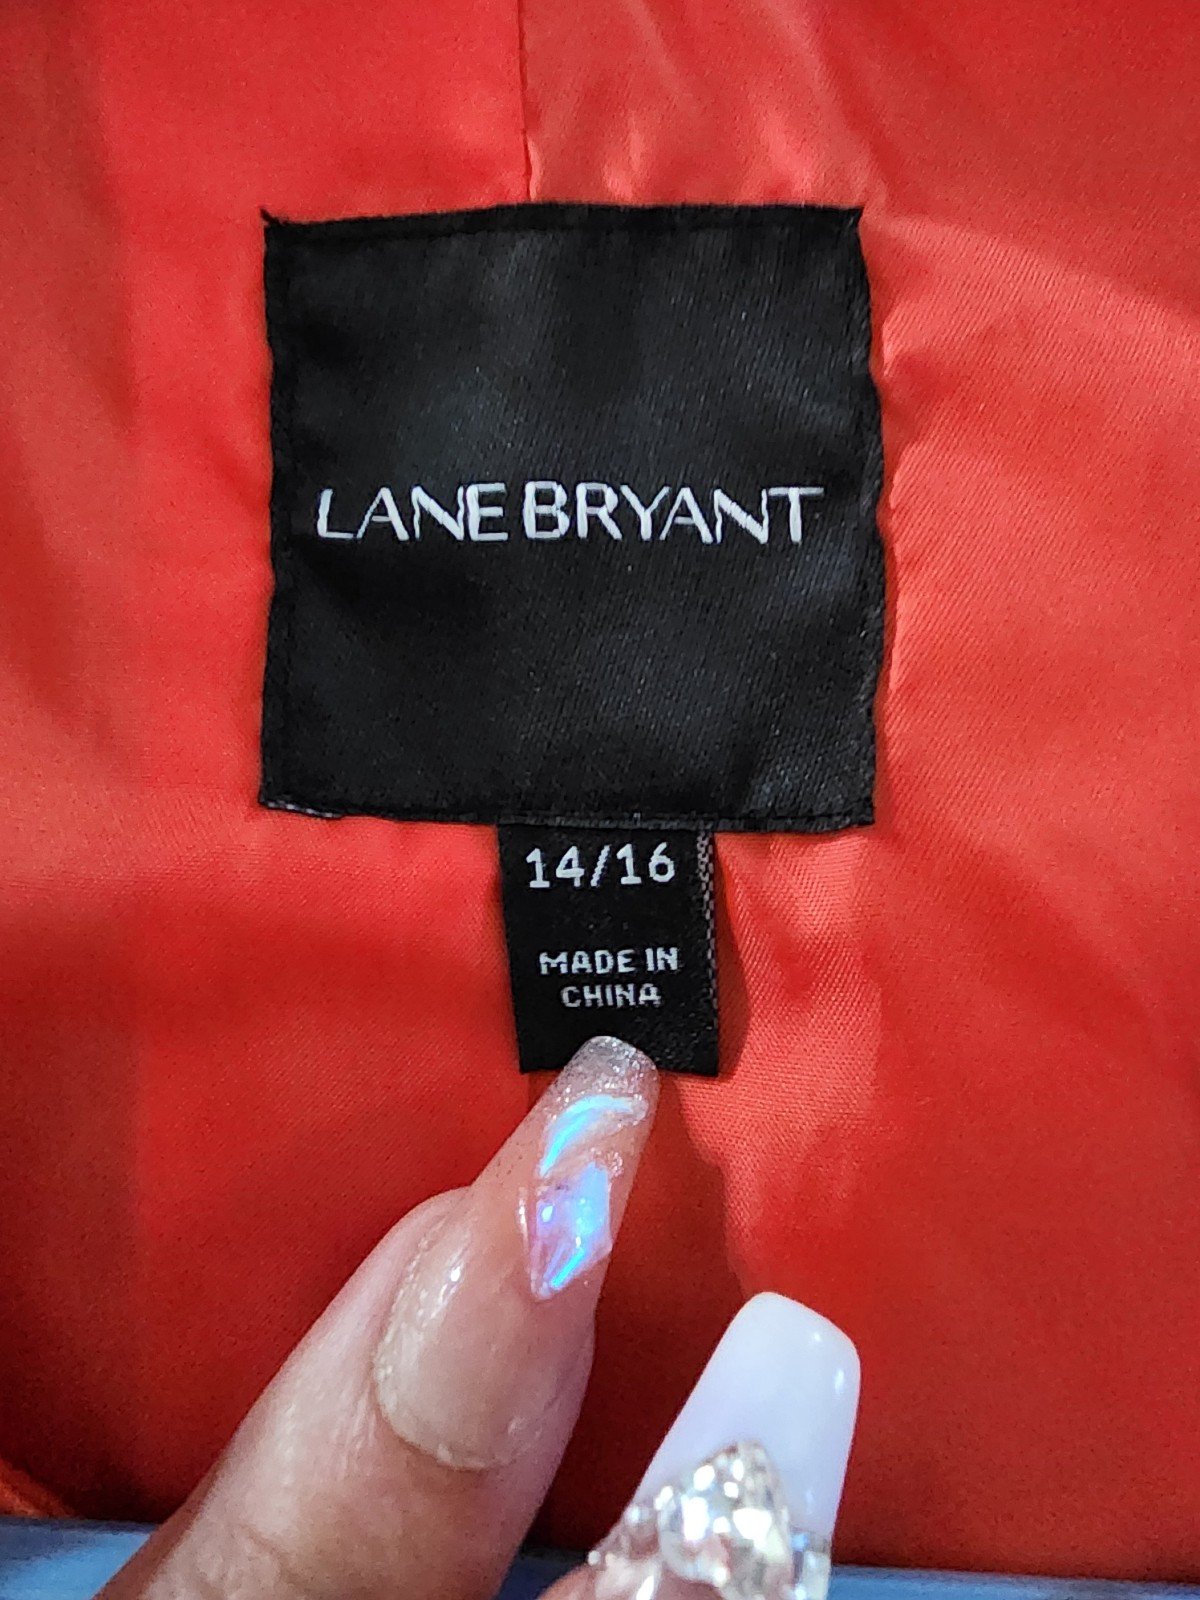 LANE BRYANT
14/16
MADE IN
CHINA